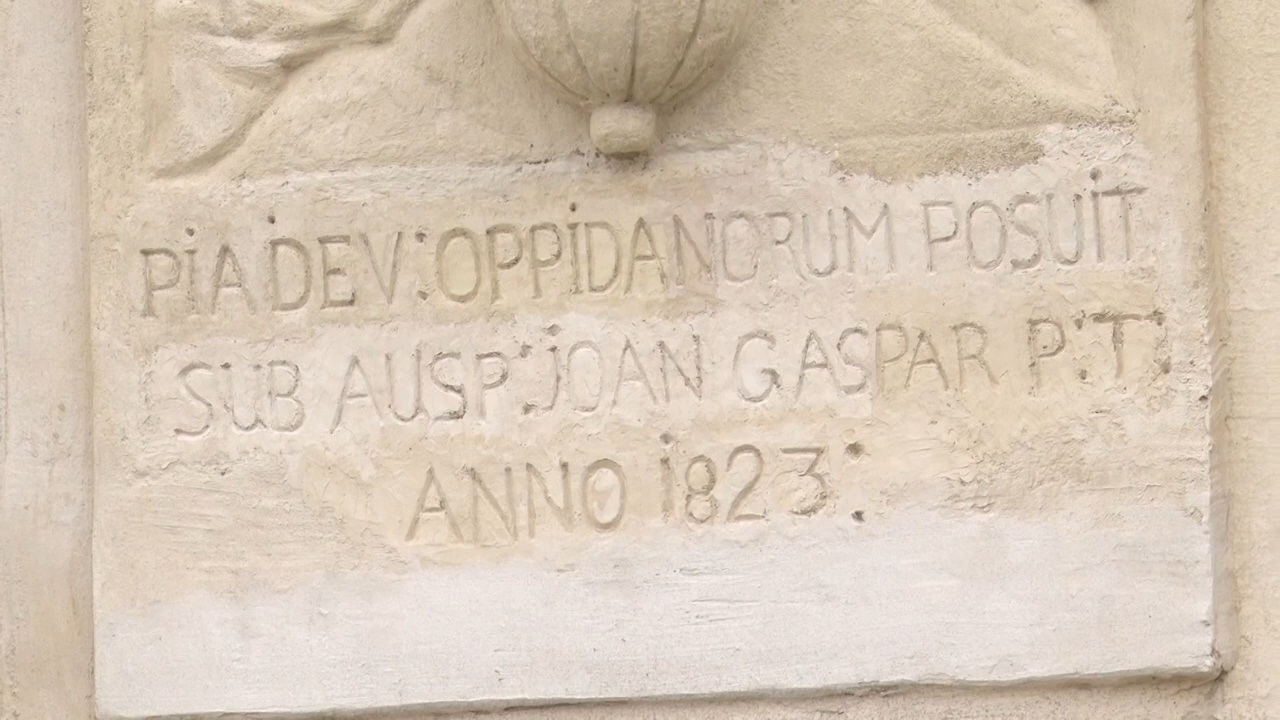 PiA DEV: OPPiDANORUM POSUiT
SUB AUSP: JOAN GASPAR P: T:
ANNO 1823: